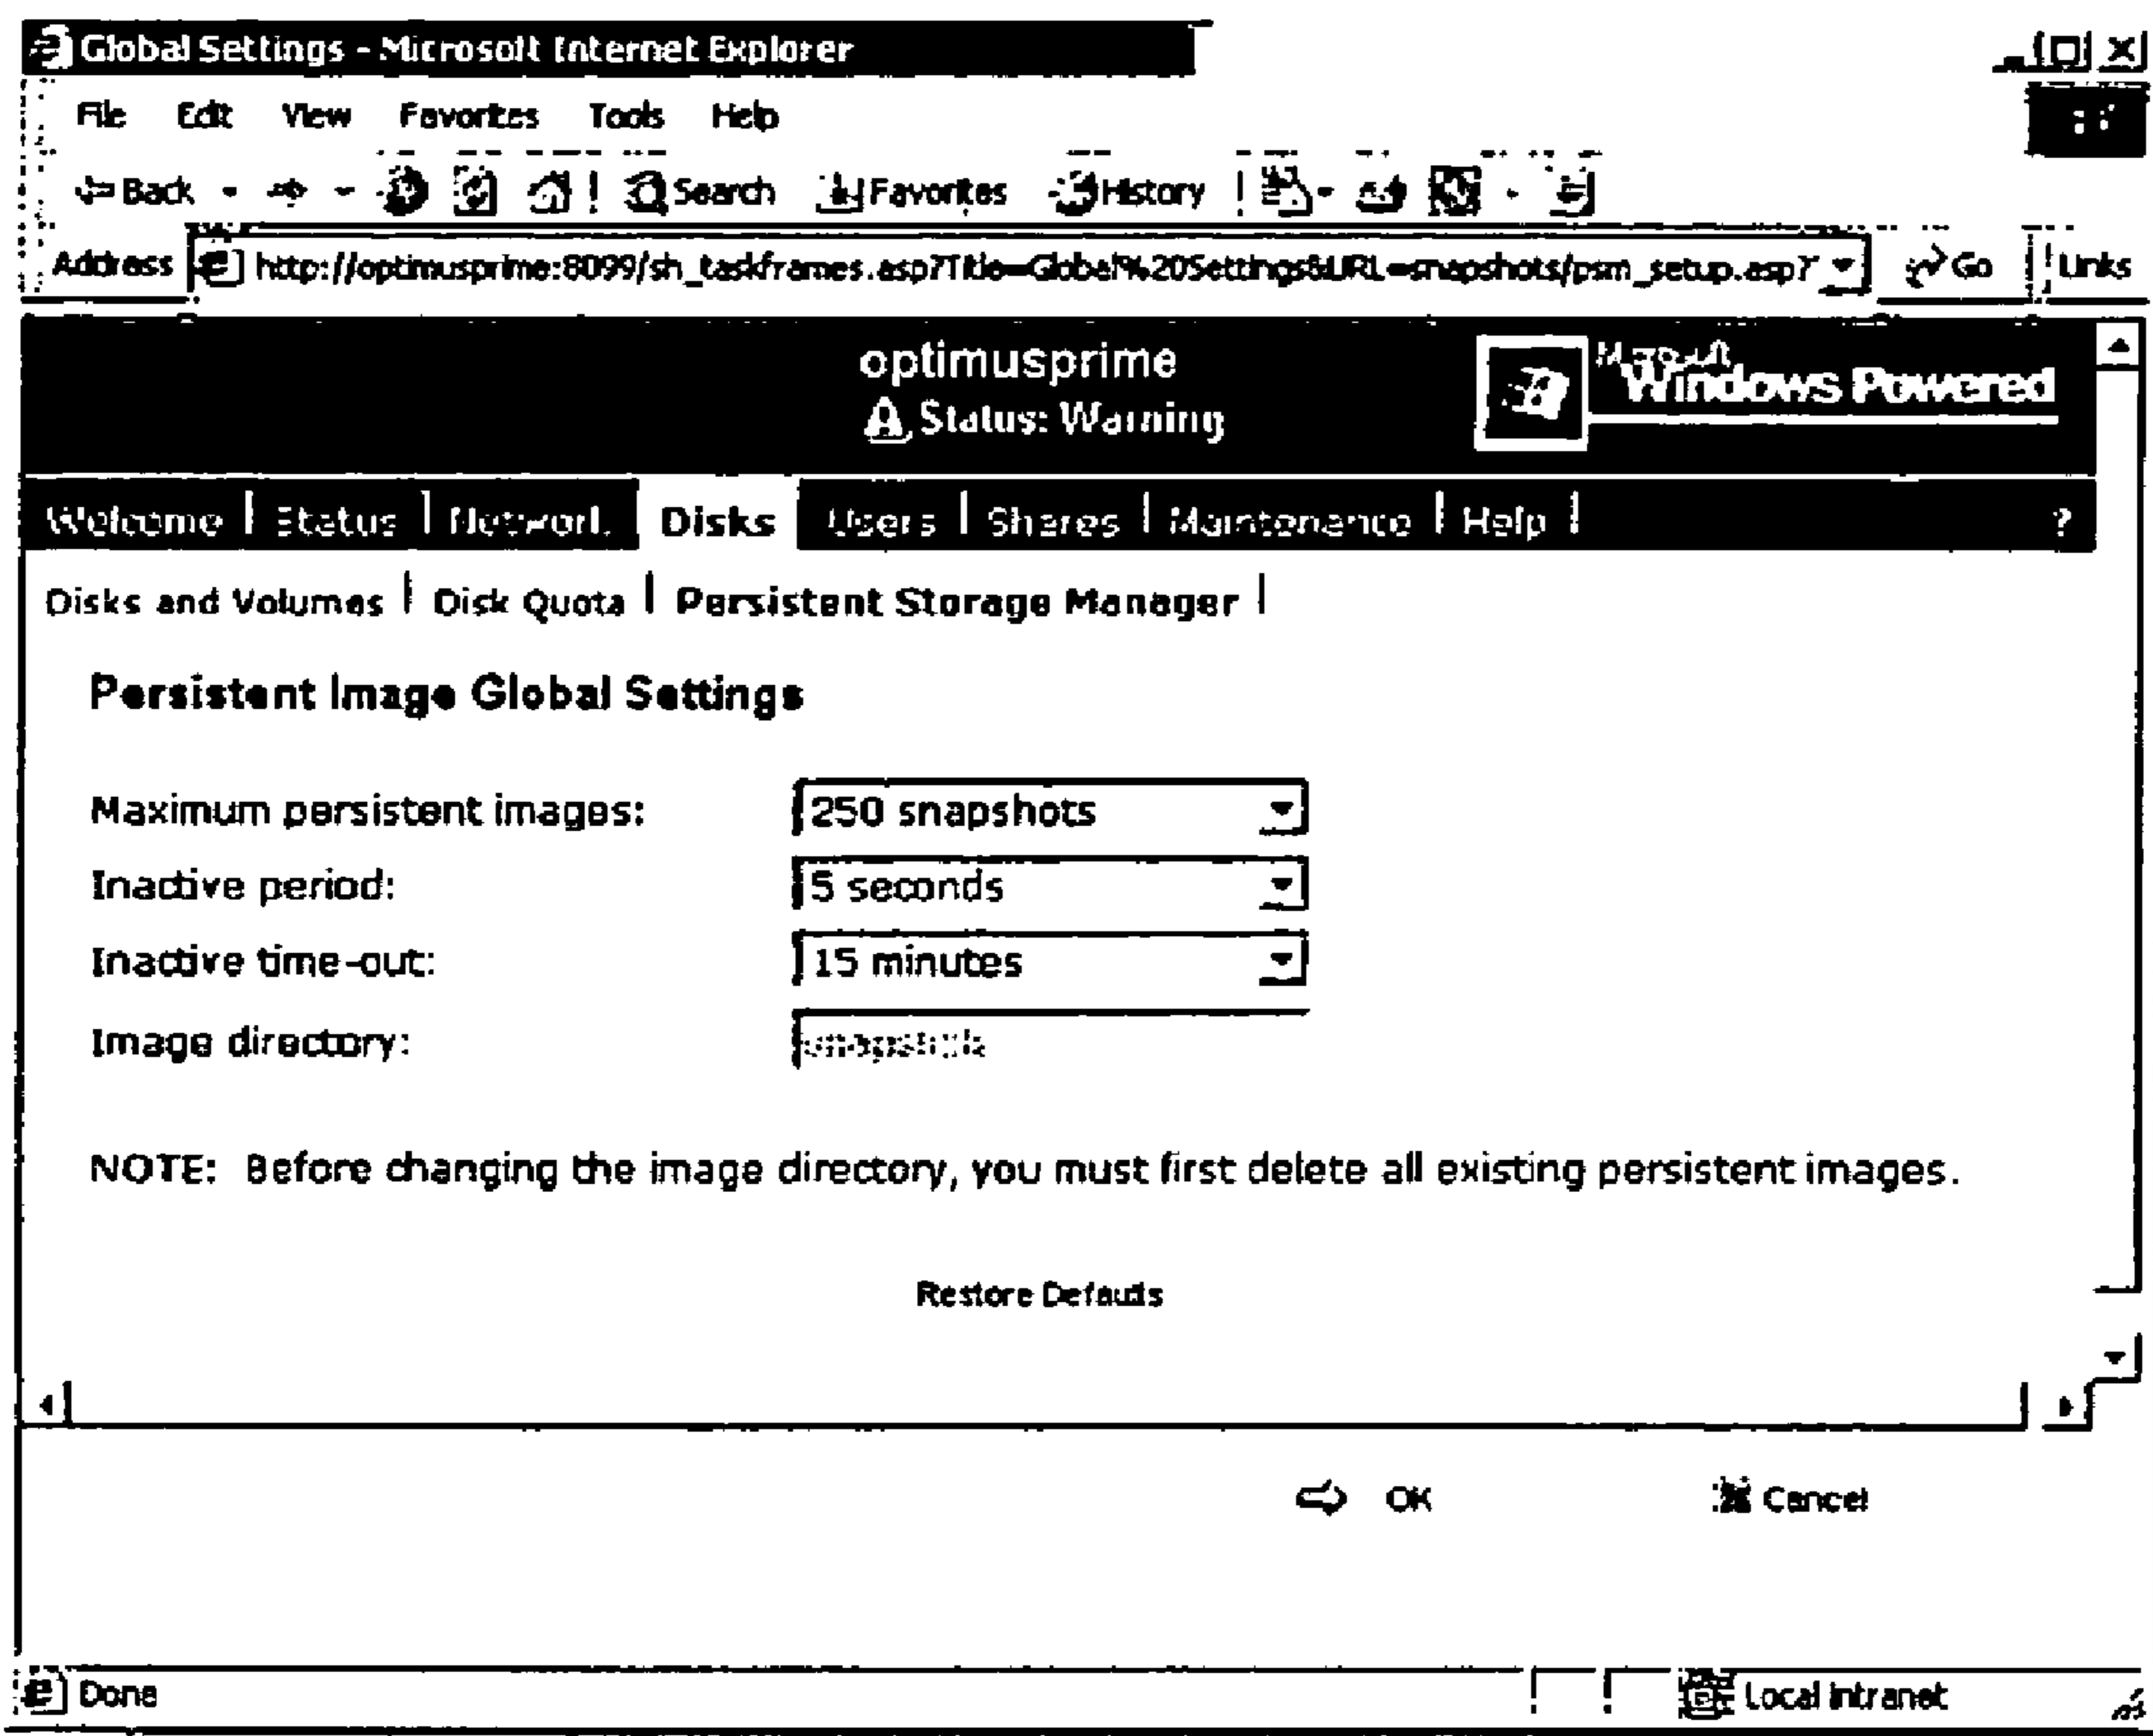 Global Settings - Microsoft Internet Explorer
File Edit View Favorites Tools Help
Back Search Favorites History
Address http://optimusprime:8099/sh_taskframes.asp?Title=Global%20Settings&URL=snapshots/psm_setup.asp? Go Links
optimusprime
Microsoft
Windows Powered
Status: Warning
Welcome Status Network Disks Users Shares Maintenance Help ?
Disks and Volumes Disk Quota Persistent Storage Manager
Persistent Image Global Settings
Maximum persistent images: 250 snapshots
Inactive period: 5 seconds
Inactive time-out: 15 minutes
Image directory: snapshots
NOTE: Before changing the image directory, you must first delete all existing persistent images.
Restore Defaults
OK Cancel
Done Local intranet